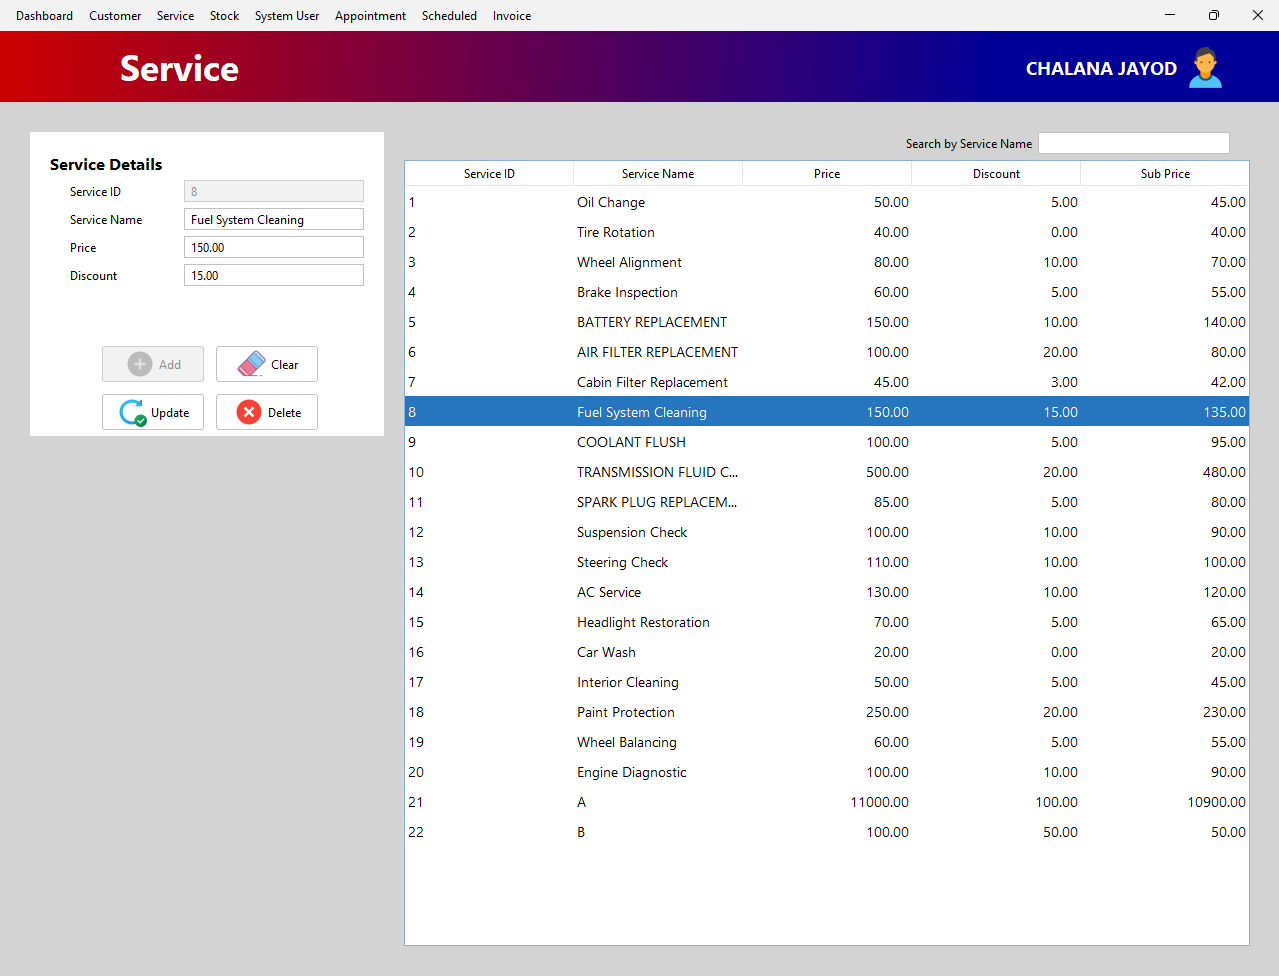 Dashboard Customer Service Stock System User Appointment Scheduled Invoice
Service
CHALANA JAYOD
Service Details
Service ID 8
Service Name Fuel System Cleaning
Price 150.00
Discount 15.00
Add Clear
Update Delete
Search by Service Name
Service ID Service Name Price Discount Sub Price
1 Oil Change 50.00 5.00 45.00
2 Tire Rotation 40.00 0.00 40.00
3 Wheel Alignment 80.00 10.00 70.00
4 Brake Inspection 60.00 5.00 55.00
5 BATTERY REPLACEMENT 150.00 10.00 140.00
6 AIR FILTER REPLACEMENT 100.00 20.00 80.00
7 Cabin Filter Replacement 45.00 3.00 42.00
8 Fuel System Cleaning 150.00 15.00 135.00
9 COOLANT FLUSH 100.00 5.00 95.00
10 TRANSMISSION FLUID C... 500.00 20.00 480.00
11 SPARK PLUG REPLACEM... 85.00 5.00 80.00
12 Suspension Check 100.00 10.00 90.00
13 Steering Check 110.00 10.00 100.00
14 AC Service 130.00 10.00 120.00
15 Headlight Restoration 70.00 5.00 65.00
16 Car Wash 20.00 0.00 20.00
17 Interior Cleaning 50.00 5.00 45.00
18 Paint Protection 250.00 20.00 230.00
19 Wheel Balancing 60.00 5.00 55.00
20 Engine Diagnostic 100.00 10.00 90.00
21 A 11000.00 100.00 10900.00
22 B 100.00 50.00 50.00